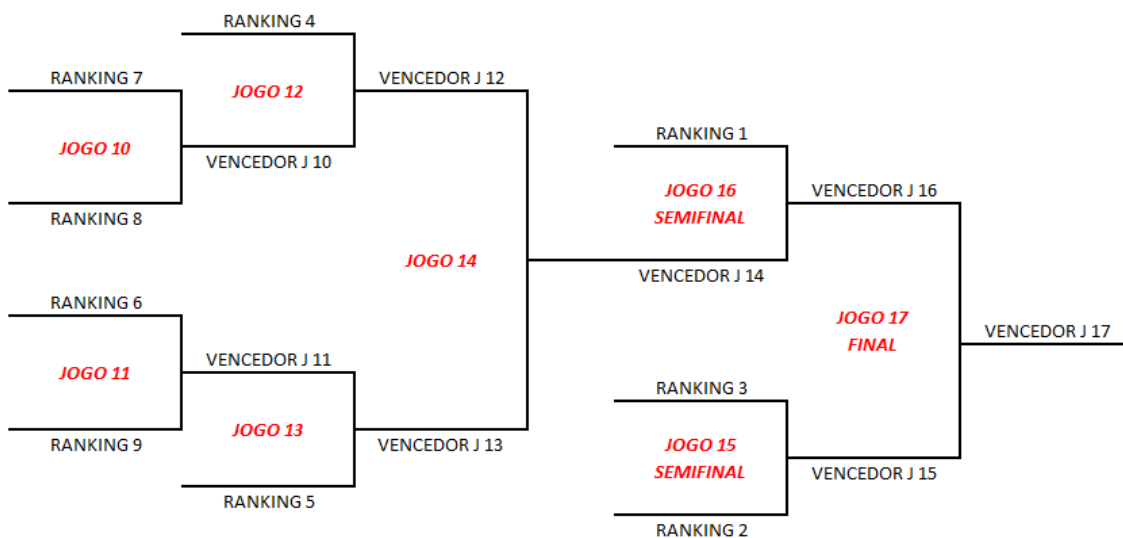 RANKING 4
RANKING 7
JOGO 12
VENCEDOR J 12
JOGO 10
VENCEDOR J 10
RANKING 8
RANKING 1
JOGO 16
SEMIFINAL
VENCEDOR J 16
JOGO 14
VENCEDOR J 14
RANKING 6
JOGO 11
VENCEDOR J 11
JOGO 13
VENCEDOR J 13
RANKING 9
RANKING 5
JOGO 17
FINAL
VENCEDOR J 17
RANKING 3
JOGO 15
SEMIFINAL
VENCEDOR J 15
RANKING 2